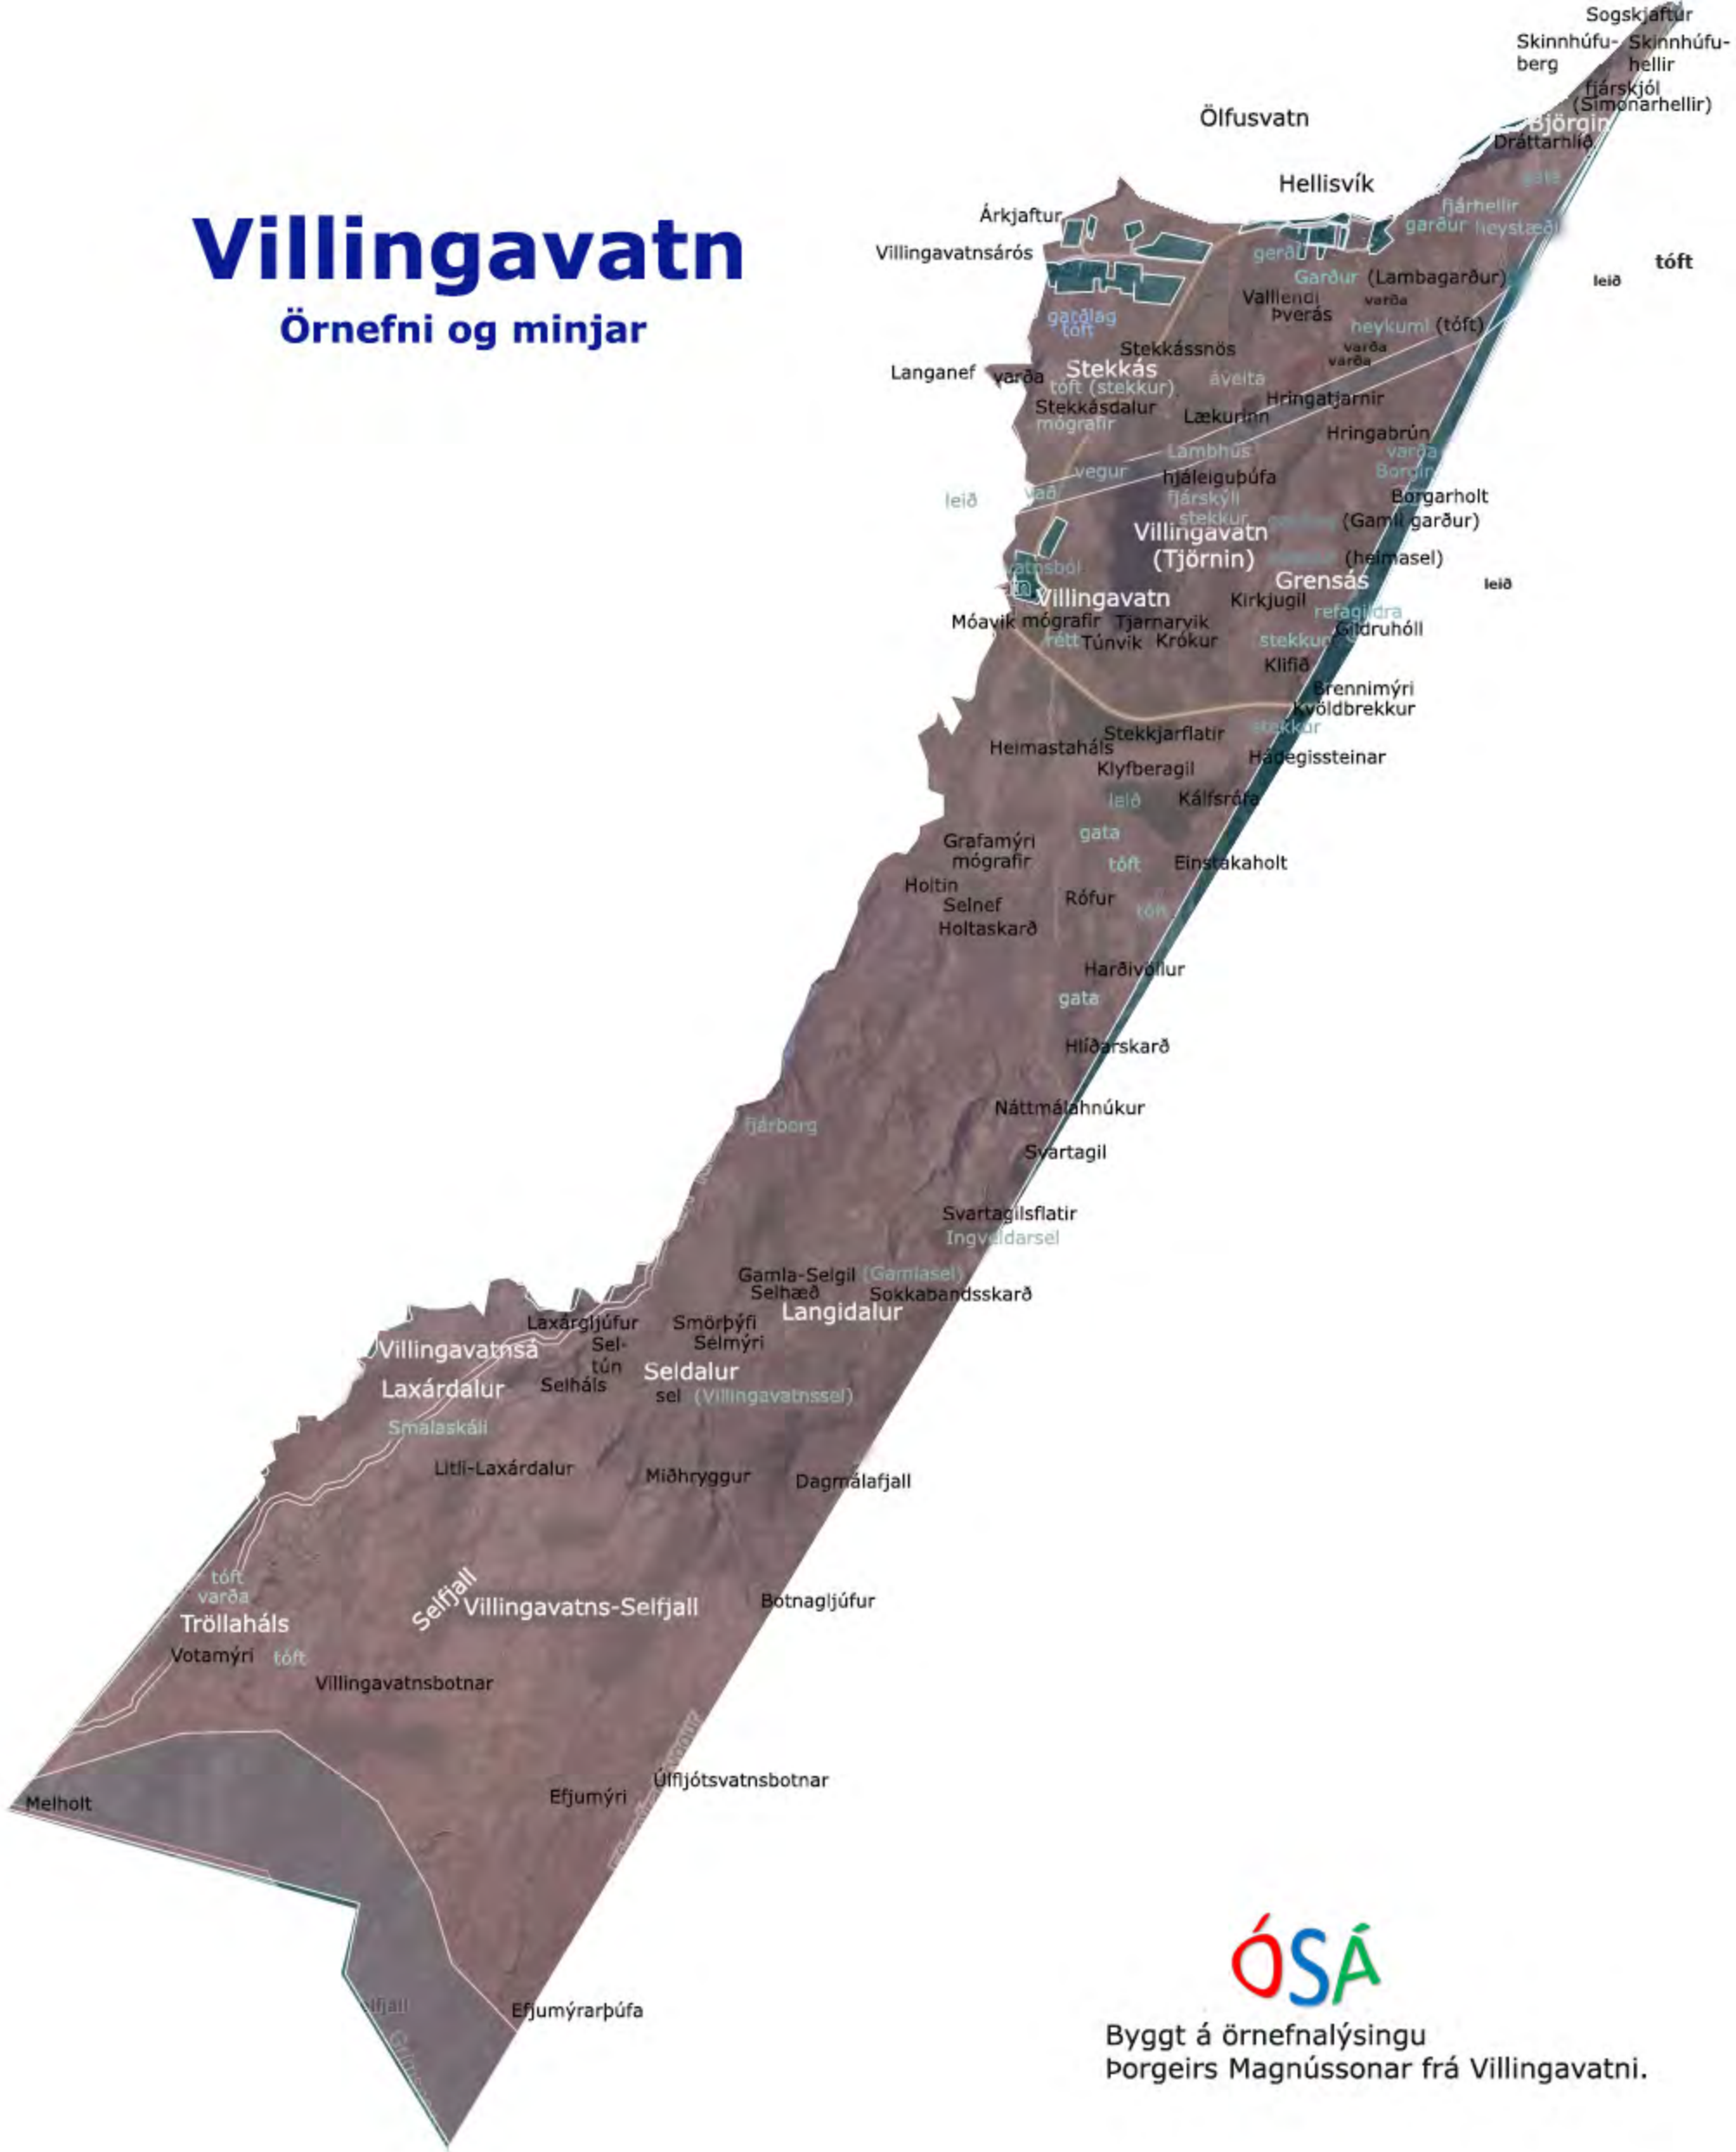 Sogskjaftur
Skinnhúfu- Skinnhúfu-
berg hellir
fjárskjól
(Símonarhellir)
Björgin
Dráttarhlíð
gata
Ölfusvatn
Hellisvík
fjárhellir
garður heystæði
Árkjaftur
Villingavatnsárós
gerði
Garður (Lambagarður)
tóft
leið
Villingavatn
Örnefni og minjar
Valllendi varða
Þverás
garðlag
tóft
heykuml (tóft)
Stekkássnös varða
varða
Langanef varða Stekkás
tóft (stekkur) áveita
Stekkásdalur Lækurinn Hringatjarnir
mógrafir
Hringabrún
Lambhús varða
vegur Borgin
hjáleiguþúfa
leið vað fjárskýli Borgarholt
stekkur (Gamli garður)
Villingavatn
(Tjörnin) (heimasel)
vatnsból
Grensás leið
Villingavatn Kirkjugil
refagildra
Móavik mógrafir Tjarnarvik Gildruhóll
rétt Túnvik Krókur stekkur
Klifið
Brennimýri
Kvöldbrekkur
stekkur
Stekkjarflatir
Heimastaháls
Klyfberagil Hádegissteinar
leið Kálfsrófa
gata
Grafamýri
mógrafir tóft Einstakaholt
Holtin
Selnef Rófur
tóft
Holtaskarð
Harðivöllur
gata
Hlíðarskarð
Náttmálahnúkur
fjárborg
Svartagil
Svartagilsflatir
Ingveldarsel
Gamla-Selgil (Gamlasel)
Selhæð Sokkabandsskarð
Langidalur
Laxárgljúfur Smörþýfi
Villingavatnsá Sel- Selmýri
tún
Seldalur
Laxárdalur Selháls
sel (Villingavatnssel)
Smalaskáli
Litli-Laxárdalur Miðhryggur Dagmálafjall
tóft
varða
Selfjall
Villingavatns-Selfjall Botnagljúfur
Tröllaháls
Votamýri tóft
Villingavatnsbotnar
Úlfljótsvatnsbotnar
Efjumýri
Melholt
Efjumýrarþúfa
ÓSÁ
Byggt á örnefnalýsingu
Þorgeirs Magnússonar frá Villingavatni.